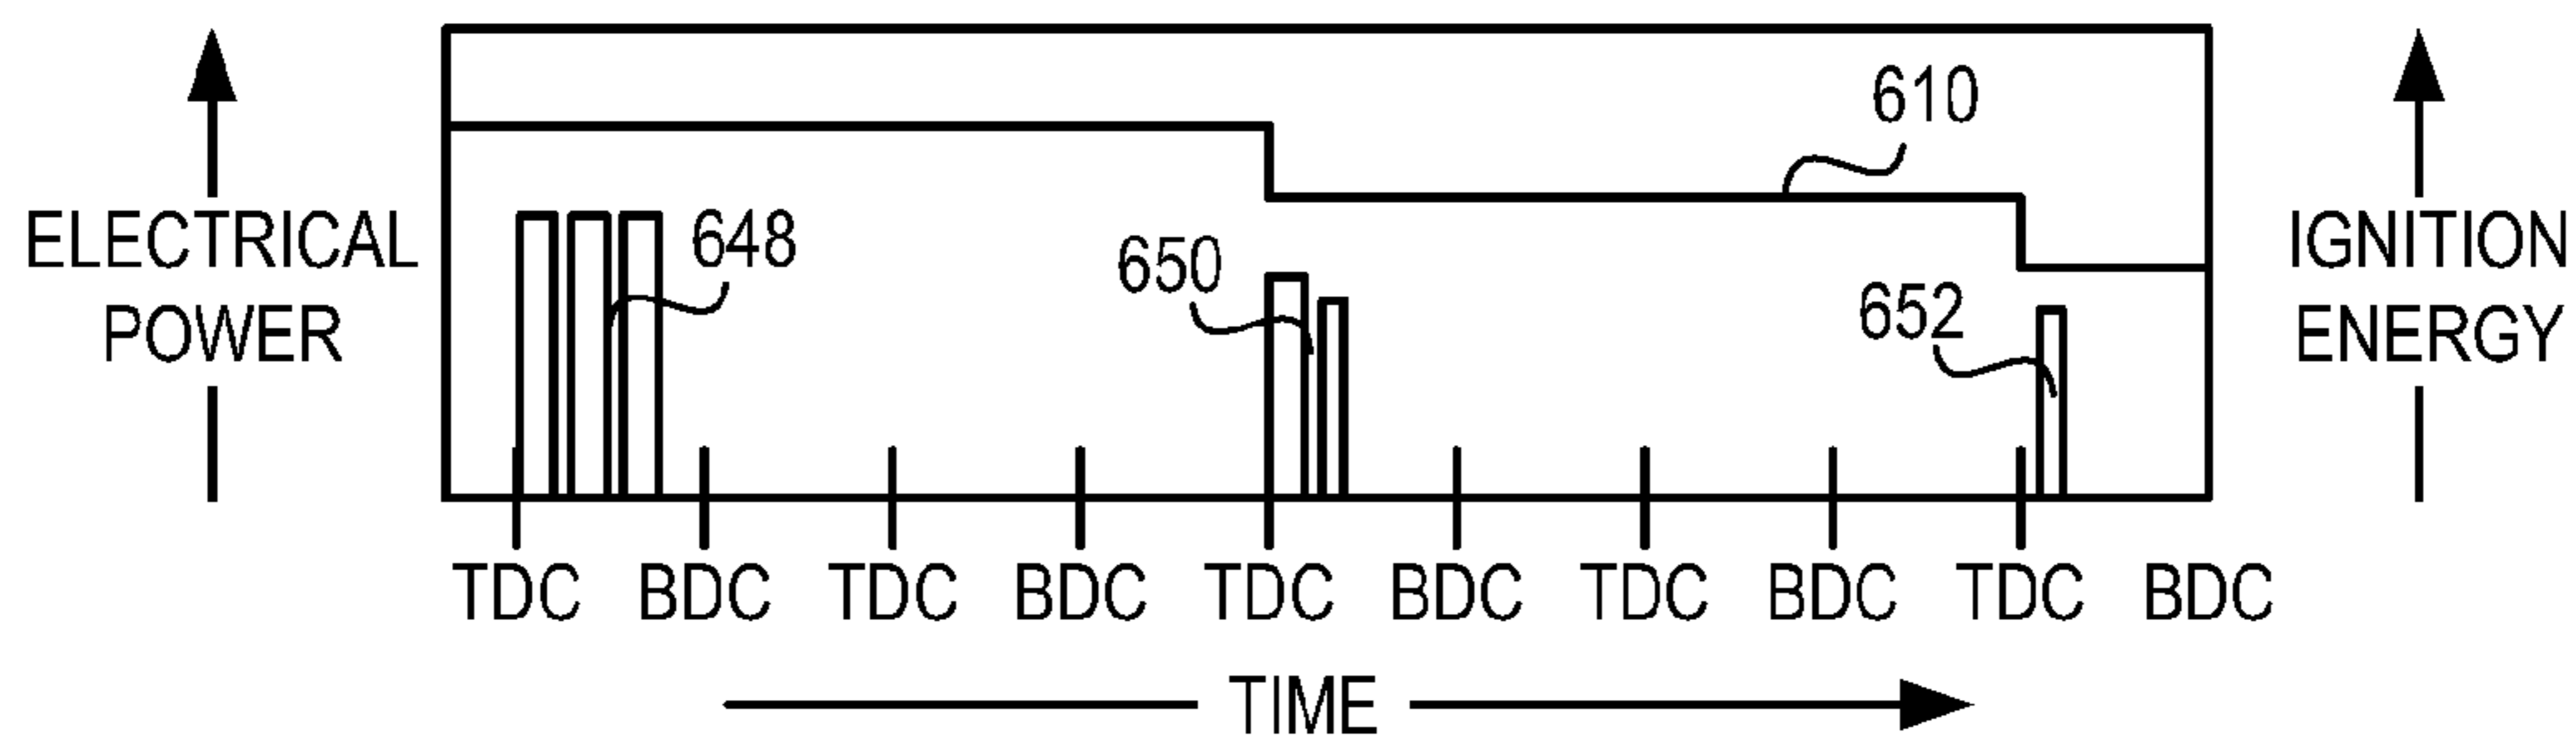 610
ELECTRICAL
POWER
648
650
652
IGNITION
ENERGY
TDC BDC TDC BDC TDC BDC TDC BDC TDC BDC
TIME